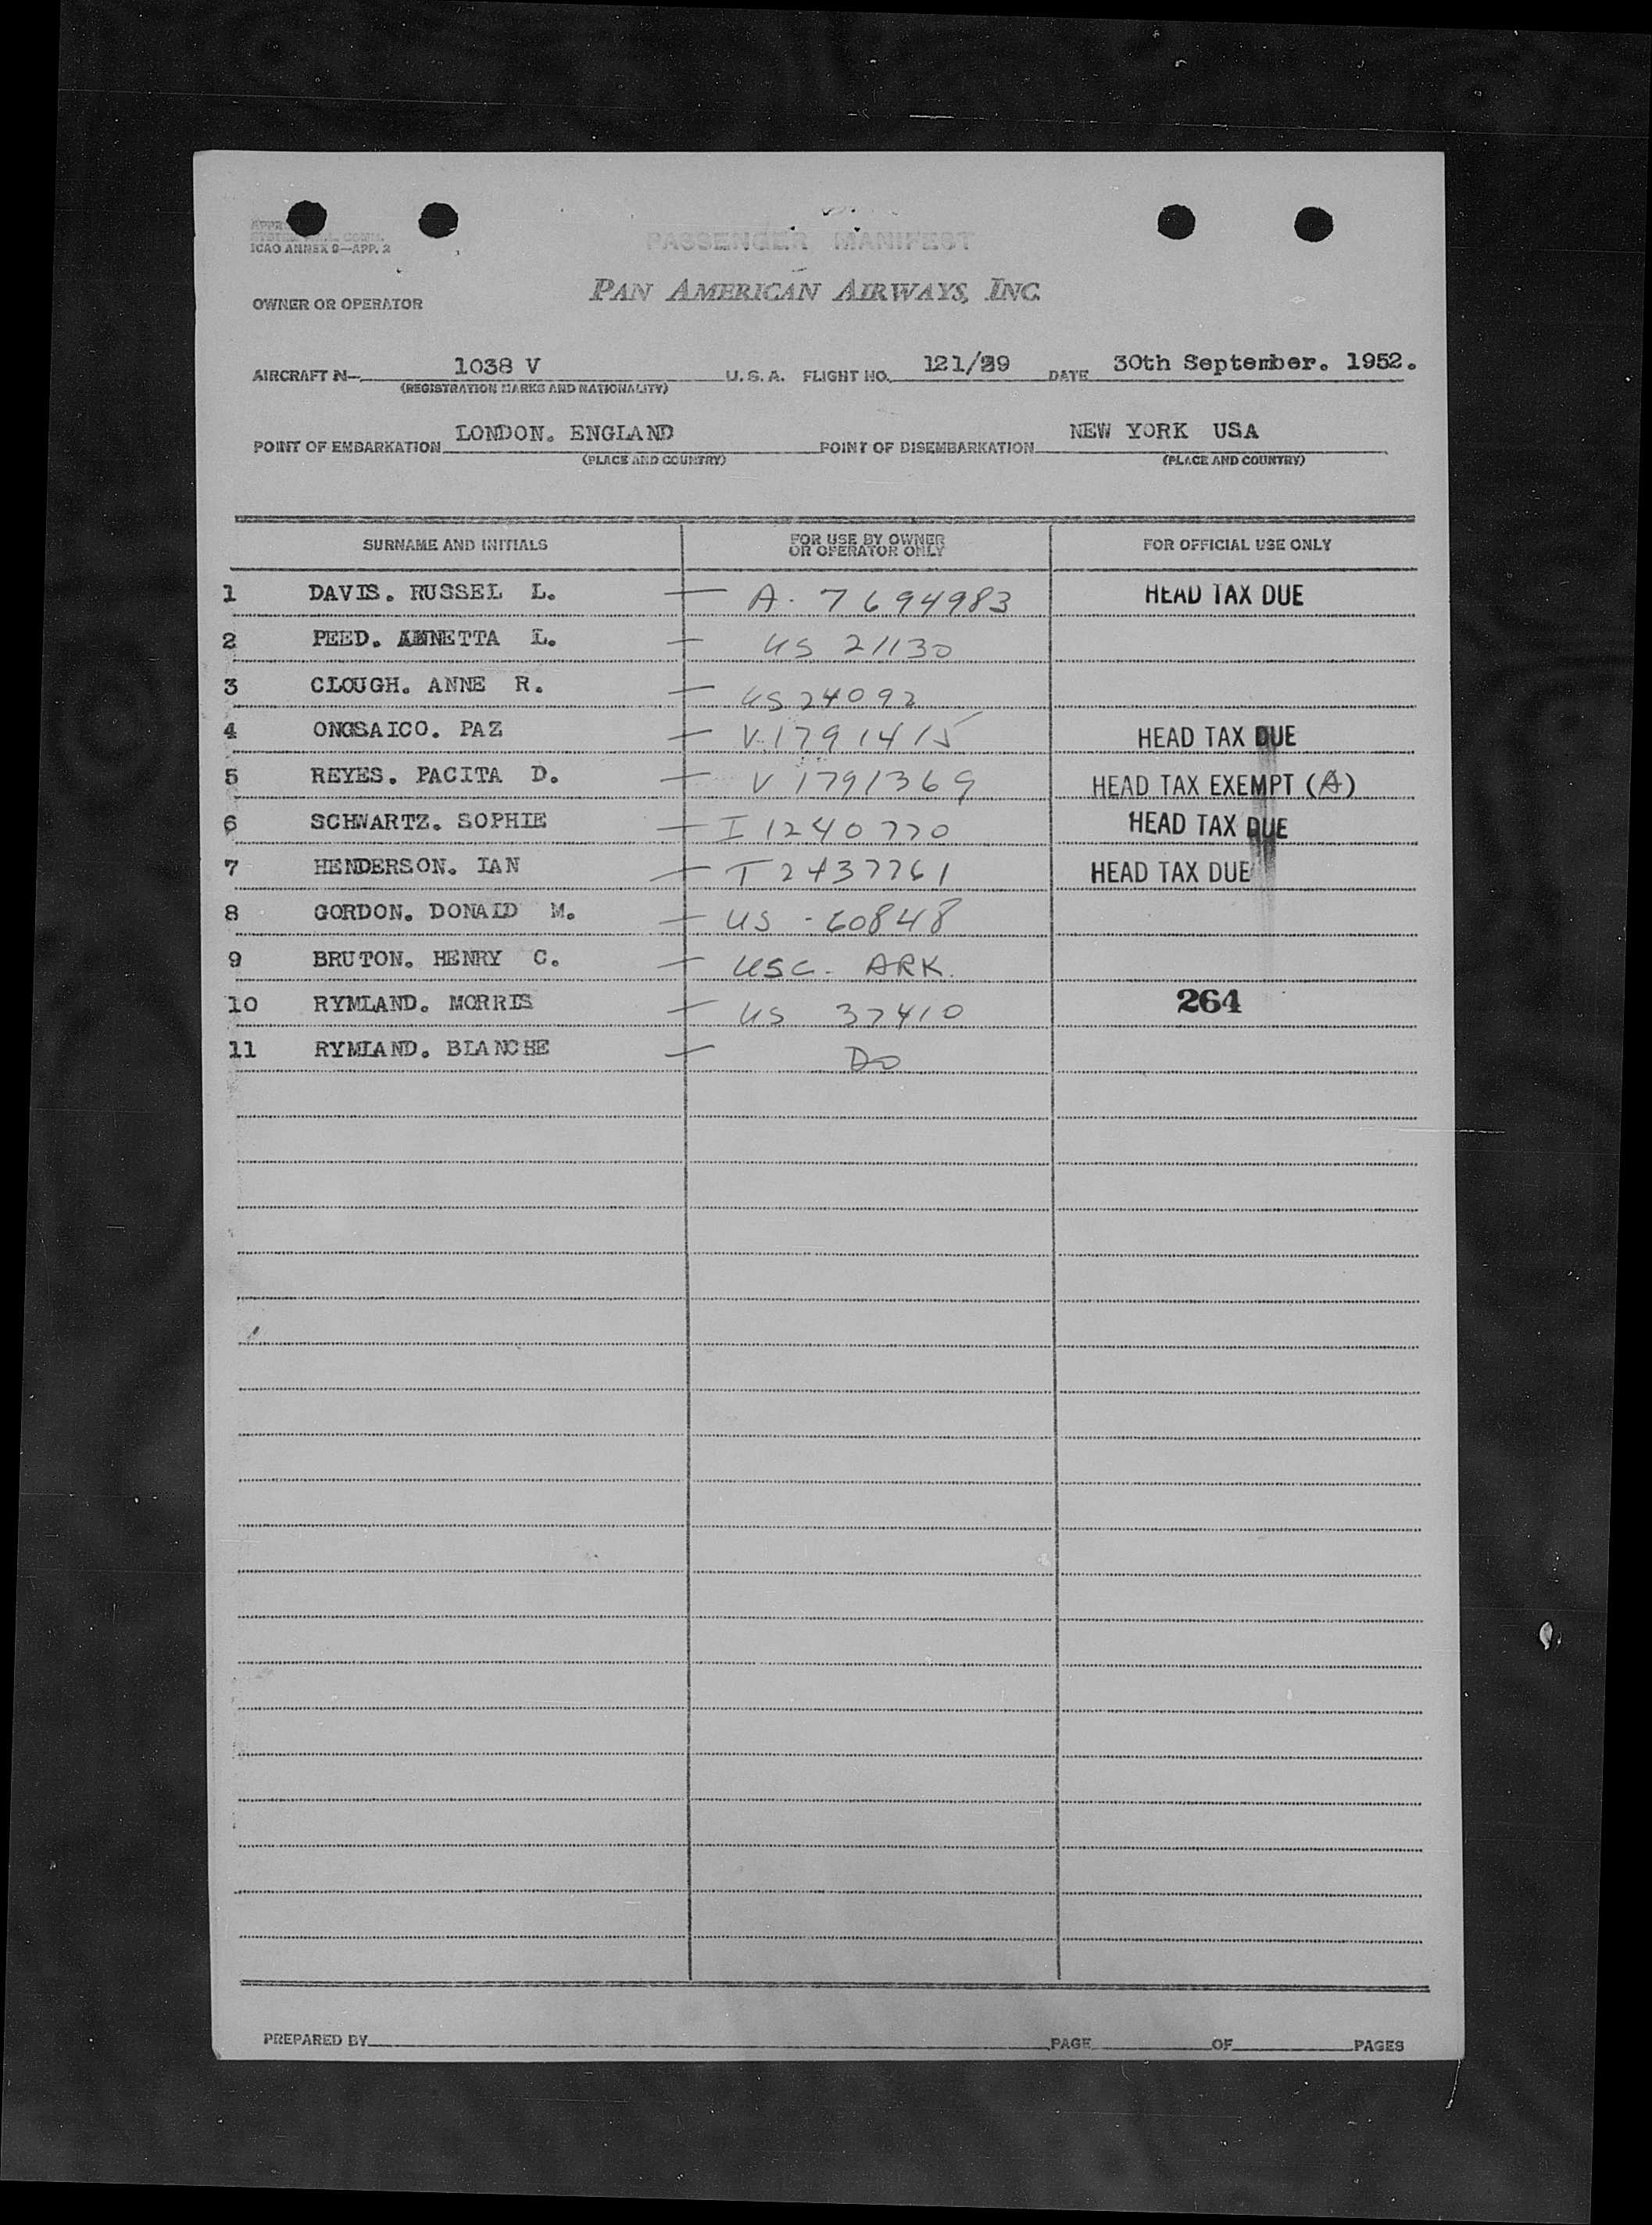 ICAO ANNEX 9—APP. 2
PASSENGER MANIFEST
OWNER OR OPERATOR PAN AMERICAN AIRWAYS, INC.
AIRCRAFT N— 1038 V U. S. A. FLIGHT NO. 121/29 DATE 30th September. 1952.
(REGISTRATION MARKS AND NATIONALITY)
POINT OF EMBARKATION LONDON. ENGLAND POINT OF DISEMBARKATION NEW YORK USA
(PLACE AND COUNTRY) (PLACE AND COUNTRY)
SURNAME AND INITIALS FOR USE BY OWNER OR OPERATOR ONLY FOR OFFICIAL USE ONLY
1 DAVIS. RUSSEL L. — A. 7694983 HEAD TAX DUE
2 PEED. ANNETTA L. — US 21130
3 CLOUGH. ANNE R. — US 24092
4 ONGSAICO. PAZ — V.1791415 HEAD TAX DUE
5 REYES. PACITA D. — V 1791369 HEAD TAX EXEMPT (A)
6 SCHWARTZ. SOPHIE — I 1240770 HEAD TAX DUE
7 HENDERSON. IAN — I 2437761 HEAD TAX DUE
8 GORDON. DONALD M. — US - 60848
9 BRUTON. HENRY C. — USC. ARK.
10 RYMLAND. MORRIS — US 37410 264
11 RYMLAND. BLANCHE — DO
PREPARED BY PAGE OF PAGES